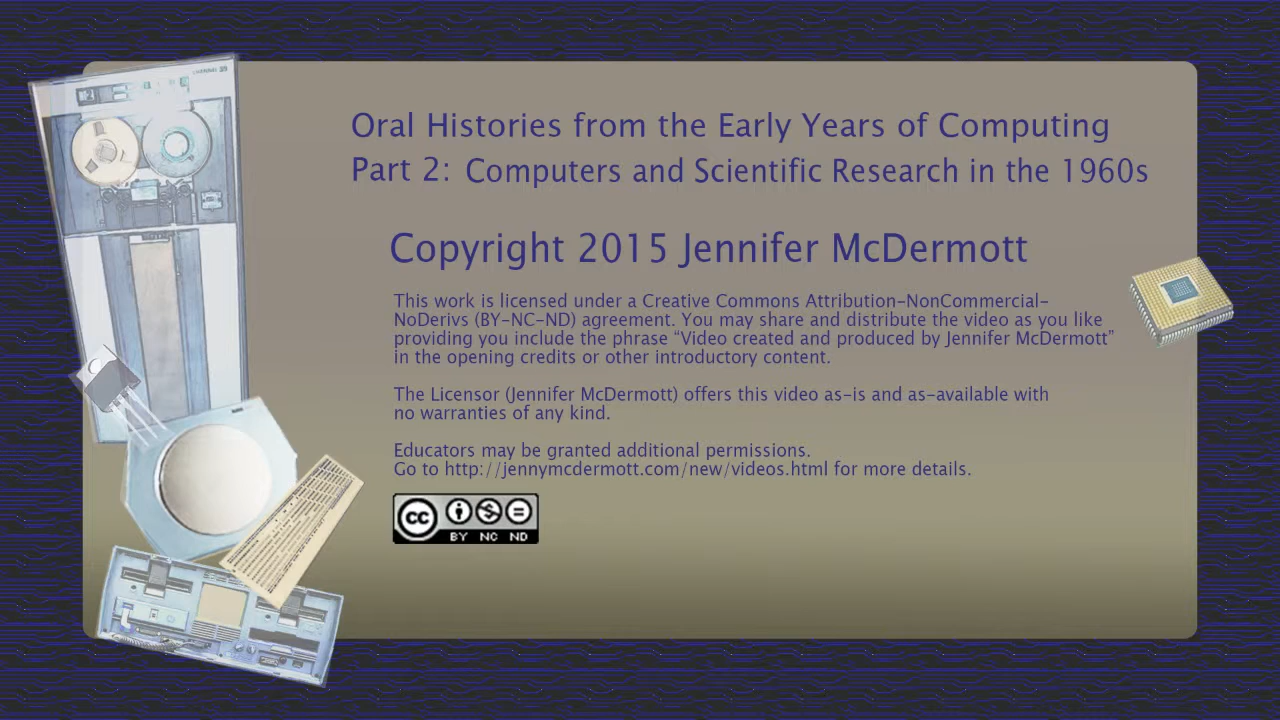 Oral Histories from the Early Years of Computing
Part 2: Computers and Scientific Research in the 1960s
Copyright 2015 Jennifer McDermott
This work is licensed under a Creative Commons Attribution-NonCommercial-
NoDerivs (BY-NC-ND) agreement. You may share and distribute the video as you like
providing you include the phrase “Video created and produced by Jennifer McDermott”
in the opening credits or other introductory content.
The Licensor (Jennifer McDermott) offers this video as-is and as-available with
no warranties of any kind.
Educators may be granted additional permissions.
Go to http://jennymcdermott.com/new/videos.html for more details.
cc BY NC ND